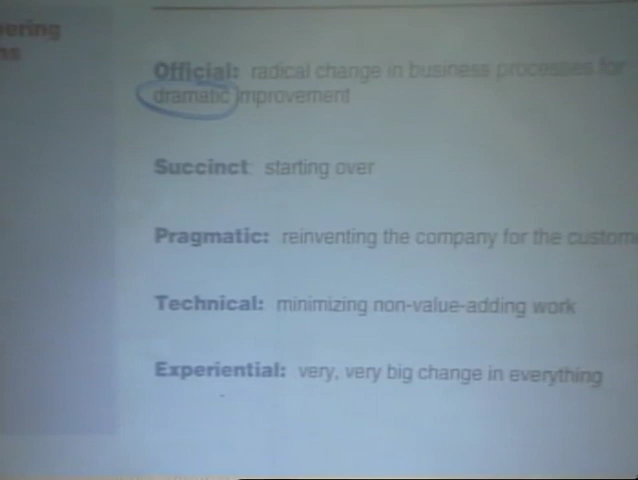 Official: radical change in business processes for
dramatic improvement
Succinct starting over
Pragmatic: reinventing the company for the custome
Technical: minimizing non-value-adding work
Experiential: very, very big change in everything